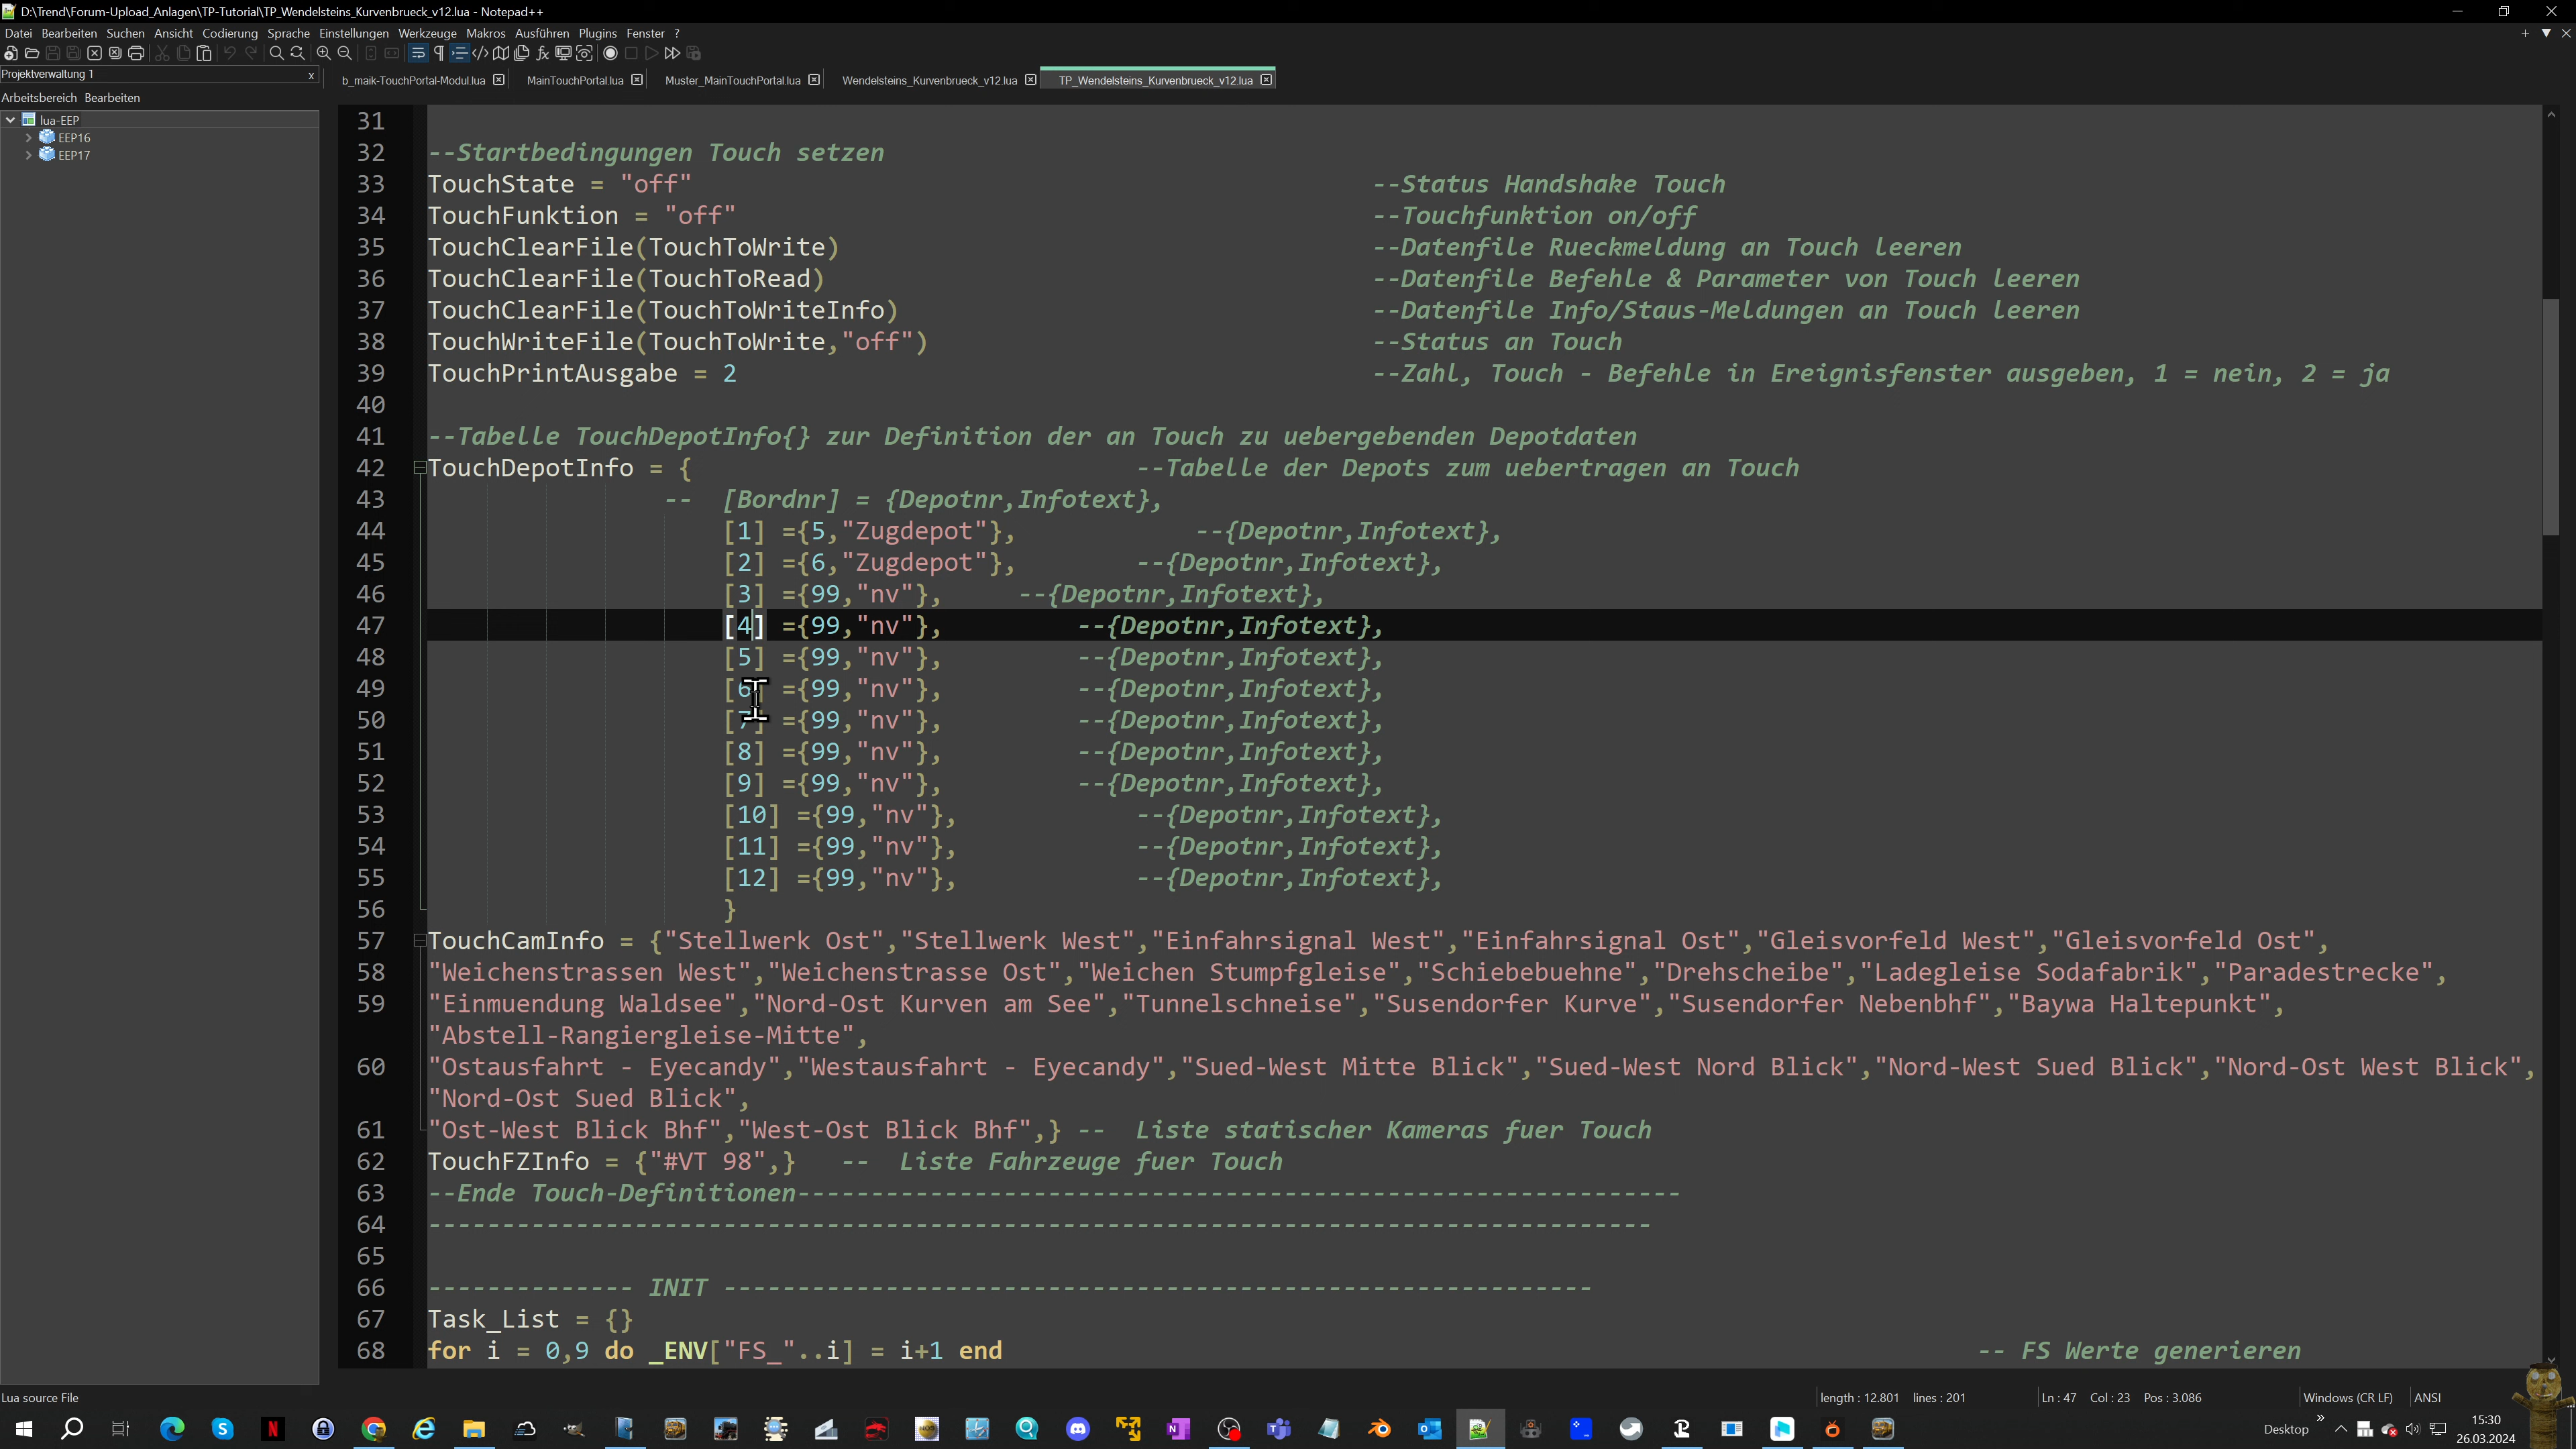 D:\Trend\Forum-Upload_Anlagen\TP-Tutorial\TP_Wendelsteins_Kurvenbrueck_v12.lua - Notepad++
Datei Bearbeiten Suchen Ansicht Codierung Sprache Einstellungen Werkzeuge Makros Ausführen Plugins Fenster ?
Projektverwaltung 1 x
b_maik-TouchPortal-Modul.lua MainTouchPortal.lua Muster_MainTouchPortal.lua Wendelsteins_Kurvenbrueck_v12.lua TP_Wendelsteins_Kurvenbrueck_v12.lua
Arbeitsbereich Bearbeiten
lua-EEP
EEP16
EEP17
31
32 --Startbedingungen Touch setzen
33 TouchState = "off" --Status Handshake Touch
34 TouchFunktion = "off" --Touchfunktion on/off
35 TouchClearFile(TouchToWrite) --Datenfile Rueckmeldung an Touch leeren
36 TouchClearFile(TouchToRead) --Datenfile Befehle & Parameter von Touch leeren
37 TouchClearFile(TouchToWriteInfo) --Datenfile Info/Staus-Meldungen an Touch leeren
38 TouchWriteFile(TouchToWrite,"off") --Status an Touch
39 TouchPrintAusgabe = 2 --Zahl, Touch - Befehle in Ereignisfenster ausgeben, 1 = nein, 2 = ja
40
41 --Tabelle TouchDepotInfo{} zur Definition der an Touch zu uebergebenden Depotdaten
42 TouchDepotInfo = { --Tabelle der Depots zum uebertragen an Touch
43 -- [Bordnr] = {Depotnr,Infotext},
44 [1] ={5,"Zugdepot"}, --{Depotnr,Infotext},
45 [2] ={6,"Zugdepot"}, --{Depotnr,Infotext},
46 [3] ={99,"nv"}, --{Depotnr,Infotext},
47 [4] ={99,"nv"}, --{Depotnr,Infotext},
48 [5] ={99,"nv"}, --{Depotnr,Infotext},
49 [6] ={99,"nv"}, --{Depotnr,Infotext},
50 [7] ={99,"nv"}, --{Depotnr,Infotext},
51 [8] ={99,"nv"}, --{Depotnr,Infotext},
52 [9] ={99,"nv"}, --{Depotnr,Infotext},
53 [10] ={99,"nv"}, --{Depotnr,Infotext},
54 [11] ={99,"nv"}, --{Depotnr,Infotext},
55 [12] ={99,"nv"}, --{Depotnr,Infotext},
56 }
57 TouchCamInfo = {"Stellwerk Ost","Stellwerk West","Einfahrsignal West","Einfahrsignal Ost","Gleisvorfeld West","Gleisvorfeld Ost",
58 "Weichenstrassen West","Weichenstrasse Ost","Weichen Stumpfgleise","Schiebebuehne","Drehscheibe","Ladegleise Sodafabrik","Paradestrecke",
59 "Einmuendung Waldsee","Nord-Ost Kurven am See","Tunnelschneise","Susendorfer Kurve","Susendorfer Nebenbhf","Baywa Haltepunkt",
"Abstell-Rangiergleise-Mitte",
60 "Ostausfahrt - Eyecandy","Westausfahrt - Eyecandy","Sued-West Mitte Blick","Sued-West Nord Blick","Nord-West Sued Blick","Nord-Ost West Blick",
"Nord-Ost Sued Blick",
61 "Ost-West Blick Bhf","West-Ost Blick Bhf",} -- Liste statischer Kameras fuer Touch
62 TouchFZInfo = {"#VT 98",} -- Liste Fahrzeuge fuer Touch
63 --Ende Touch-Definitionen------------------------------------------------------------
64 -----------------------------------------------------------------------------------
65
66 -------------- INIT -----------------------------------------------------------
67 Task_List = {}
68 for i = 0,9 do _ENV["FS_"..i] = i+1 end -- FS Werte generieren
Lua source File length : 12.801 lines : 201 Ln : 47 Col : 23 Pos : 3.086 Windows (CR LF) ANSI
Desktop 15:30
26.03.2024